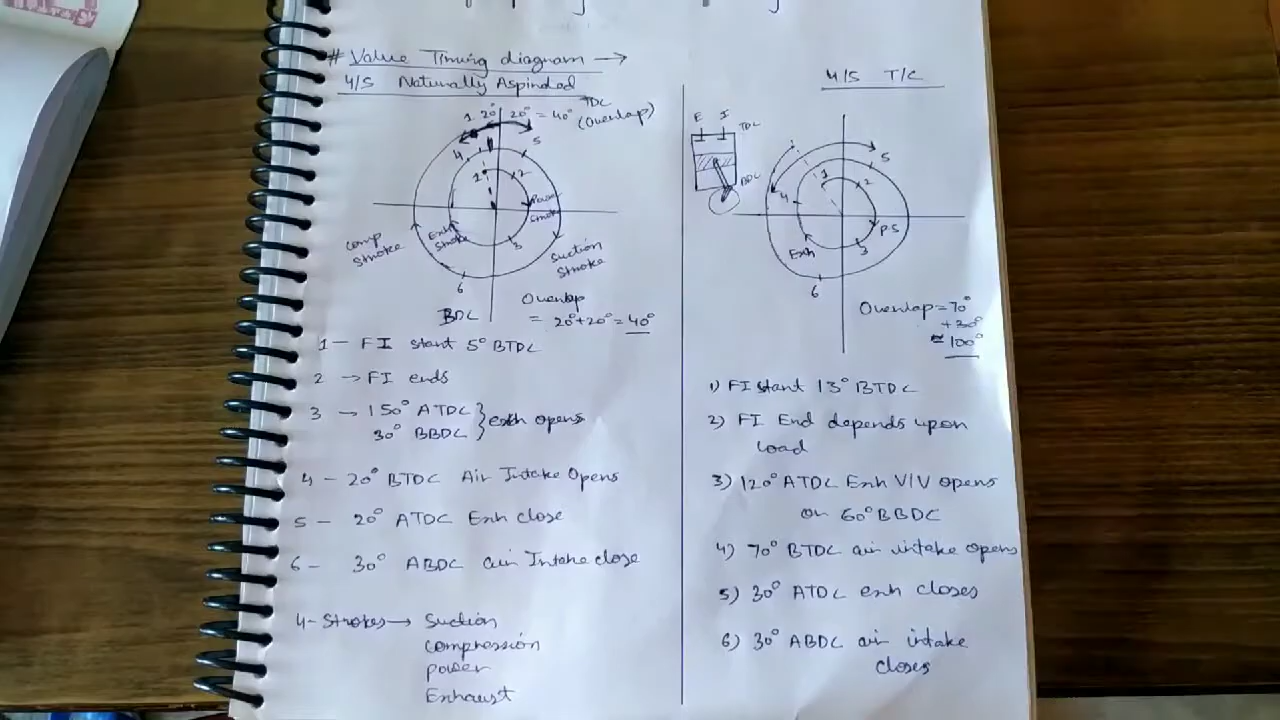 # Value Timing diagram →
4/S Naturally Aspirated
1 20° 20° = 40° TDC
(Overlap)
4
5
1
2
Power
stroke
Comp
stroke
Exh
stroke
3
Suction
stroke
6
BDC
Overlap
= 20°+20° = 40°
1 — FI start 5° BTDC
2 → FI ends
3 → 150° ATDC
30° BBDC } exh opens
4 - 20° BTDC Air Intake Opens
5 - 20° ATDC Exh close
6 - 30° ABDC air Intake close
4-Strokes → Suction
compression
power
Exhaust
4/S T/C
E I
TDC
BDC
5
1
2
4
PS
Exh
3
6
Overlap = 70°
+ 30°
≃ 100°
1) FI start 13° BTDC
2) FI End depends upon
load
3) 120° ATDC Exh V/V opens
or 60° BBDC
4) 70° BTDC air intake opens
5) 30° ATDC exh closes
6) 30° ABDC air intake
closes